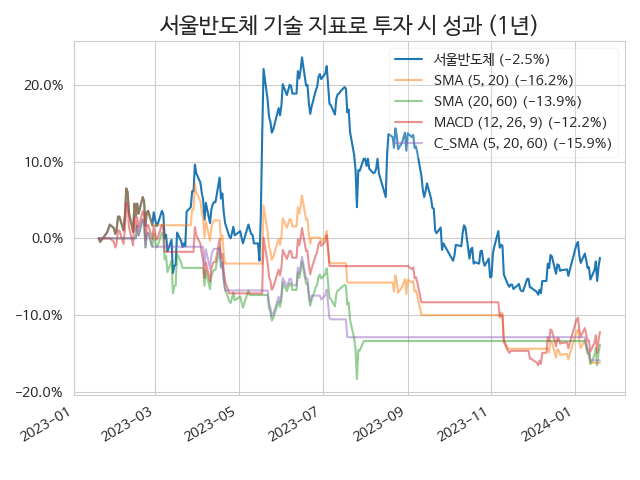 서울반도체 기술 지표로 투자 시 성과 (1년)
서울반도체 (−2.5%)
SMA (5, 20) (−16.2%)
SMA (20, 60) (−13.9%)
MACD (12, 26, 9) (−12.2%)
C_SMA (5, 20, 60) (−15.9%)
20.0%
10.0%
0.0%
−10.0%
−20.0%
2023−01
2023−03
2023−05
2023−07
2023−09
2023−11
2024−01